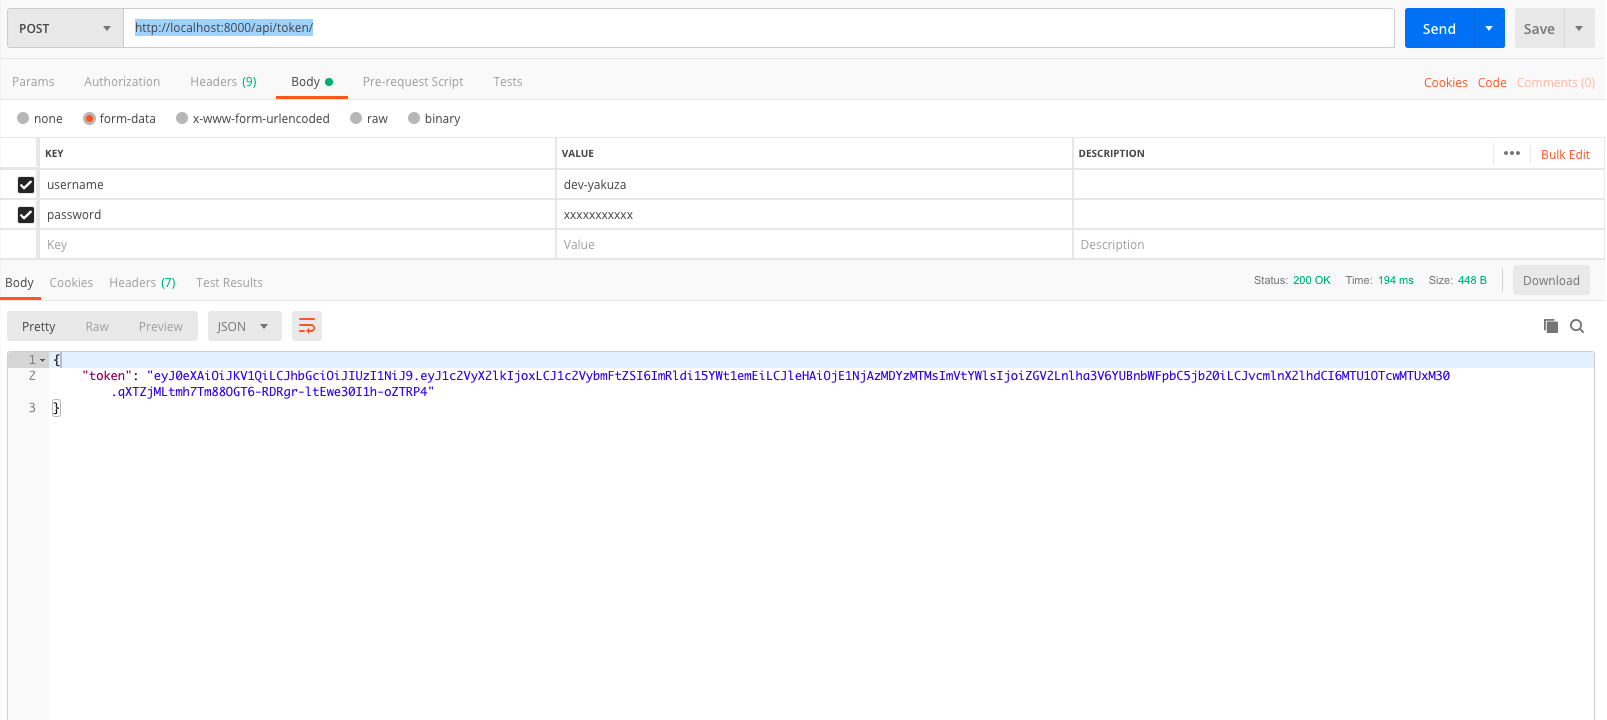 POST http://localhost:8000/api/token/ Send Save
Params Authorization Headers (9) Body Pre-request Script Tests Cookies Code Comments (0)
none form-data x-www-form-urlencoded raw binary
KEY VALUE DESCRIPTION ••• Bulk Edit
username dev-yakuza
password xxxxxxxxxxx
Key Value Description
Body Cookies Headers (7) Test Results Status: 200 OK Time: 194 ms Size: 448 B Download
Pretty Raw Preview JSON
1 {
2 "token": "eyJ0eXAiOiJKV1QiLCJhbGciOiJIUzI1NiJ9.eyJ1c2VyX2lkIjoxLCJ1c2VybmFtZSI6ImRldi15YWt1emEiLCJleHAiOjE1NjAzMDYzMTMsImVtYWlsIjoiZGV2Lnlha3V6YUBnbWFpbC5jb20iLCJvcmlnX2lhdCI6MTU1OTcwMTUxM30
.qXTZjMLtmh7Tm88OGT6-RDRgr-ltEwe30I1h-oZTRP4"
3 }